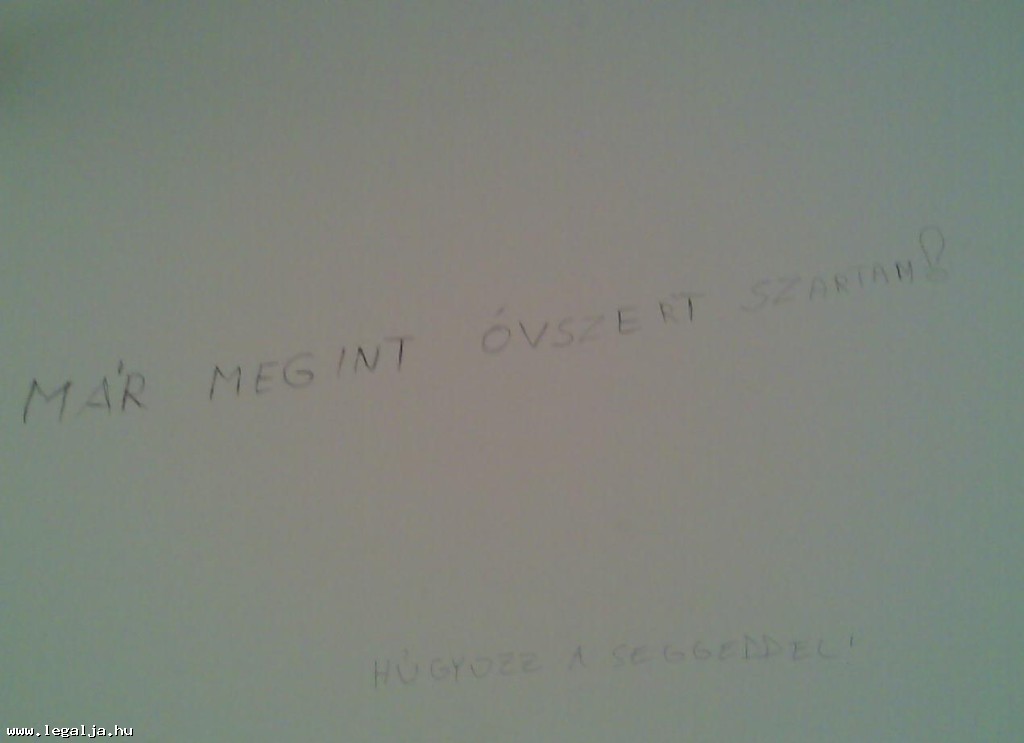 MÁR MEGINT ÓVSZERT SZARTAM!
HÚGYOZZ A SEGGEDDEL!
www.legalja.hu